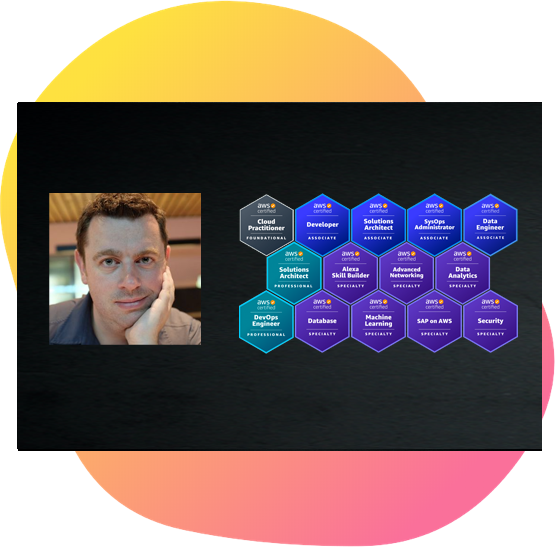 aws
certified
Cloud
Practitioner
FOUNDATIONAL
aws
certified
Developer
ASSOCIATE
aws
certified
Solutions
Architect
ASSOCIATE
aws
certified
SysOps
Administrator
ASSOCIATE
aws
certified
Data
Engineer
ASSOCIATE
aws
certified
Solutions
Architect
PROFESSIONAL
aws
certified
Alexa
Skill Builder
SPECIALTY
aws
certified
Advanced
Networking
SPECIALTY
aws
certified
Data
Analytics
SPECIALTY
aws
certified
DevOps
Engineer
PROFESSIONAL
aws
certified
Database
SPECIALTY
aws
certified
Machine
Learning
SPECIALTY
aws
certified
SAP on AWS
SPECIALTY
aws
certified
Security
SPECIALTY